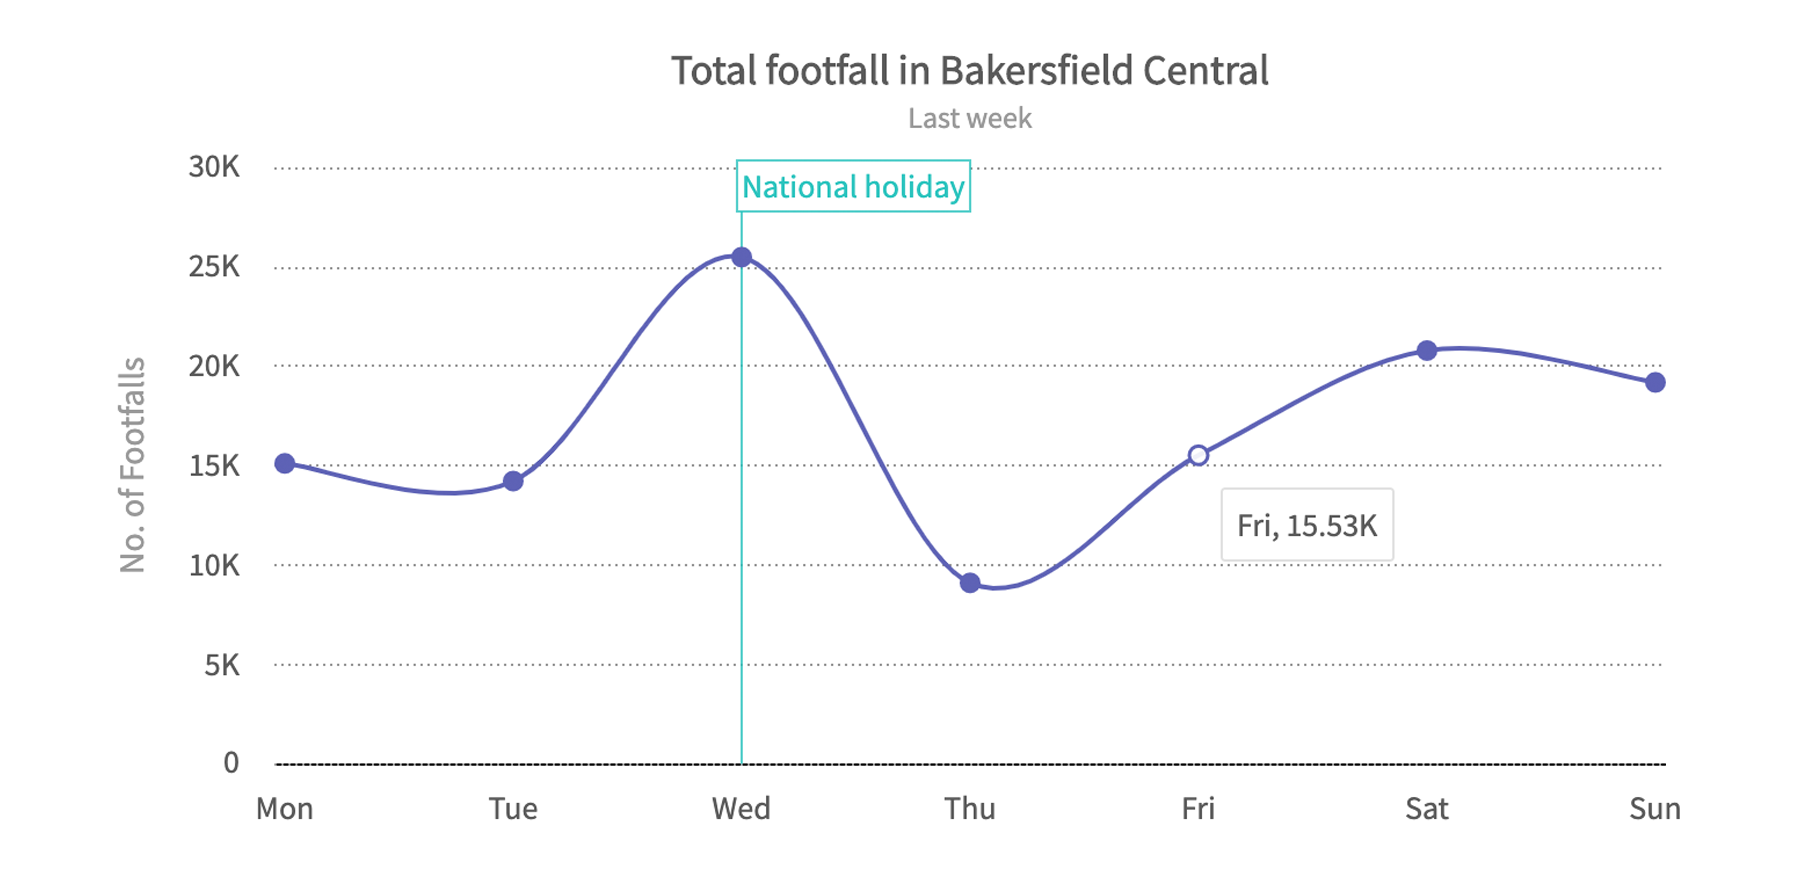 Total footfall in Bakersfield Central
Last week
30K
National holiday
25K
20K
15K
10K
5K
0
No. of Footfalls
Fri, 15.53K
Mon Tue Wed Thu Fri Sat Sun